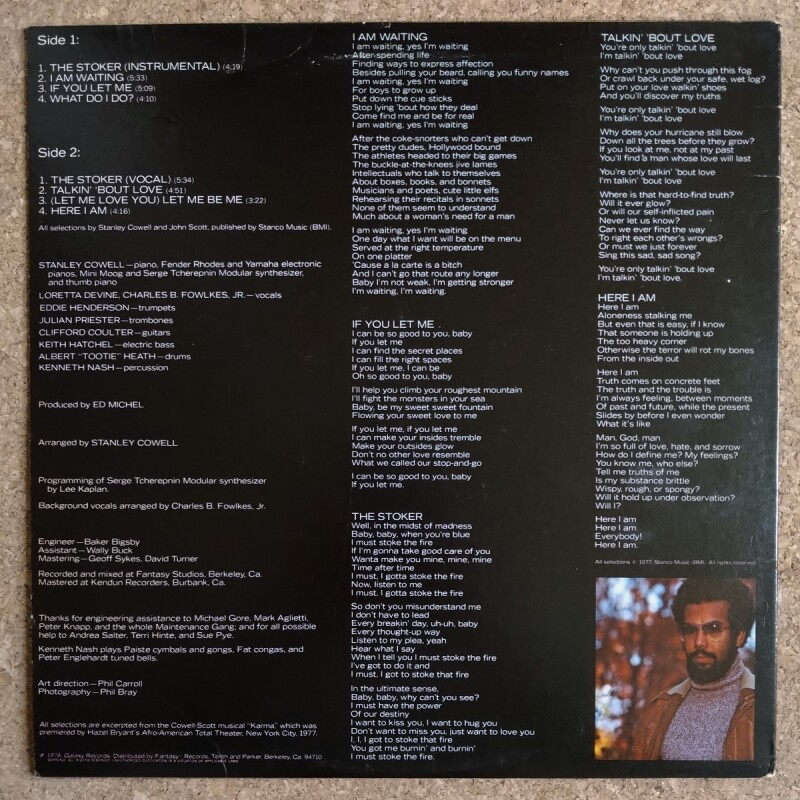 Side 1:
1. THE STOKER (INSTRUMENTAL) (4:19)
2. I AM WAITING (5:33)
3. IF YOU LET ME (5:09)
4. WHAT DO I DO? (4:10)
Side 2:
1. THE STOKER (VOCAL) (5:34)
2. TALKIN' 'BOUT LOVE (4:51)
3. (LET ME LOVE YOU) LET ME BE ME (3:22)
4. HERE I AM (4:16)
All selections by Stanley Cowell and John Scott, published by Stanco Music (BMI).
STANLEY COWELL—piano, Fender Rhodes and Yamaha electronic
pianos, Mini Moog and Serge Tcherepnin Modular synthesizer,
and thumb piano
LORETTA DEVINE, CHARLES B. FOWLKES, JR.—vocals
EDDIE HENDERSON—trumpets
JULIAN PRIESTER—trombones
CLIFFORD COULTER—guitars
KEITH HATCHEL—electric bass
ALBERT "TOOTIE" HEATH—drums
KENNETH NASH—percussion
Produced by ED MICHEL
Arranged by STANLEY COWELL
Programming of Serge Tcherepnin Modular synthesizer
by Lee Kaplan.
Background vocals arranged by Charles B. Fowlkes, Jr.
Engineer—Baker Bigsby
Assistant—Wally Buck
Mastering—Geoff Sykes, David Turner
Recorded and mixed at Fantasy Studios, Berkeley, Ca.
Mastered at Kendun Recorders, Burbank, Ca.
Thanks for engineering assistance to Michael Gore, Mark Aglietti,
Peter Knapp, and the whole Maintenance Gang; and for all possible
help to Andrea Salter, Terri Hinte, and Sue Pye.
Kenneth Nash plays Paiste cymbals and gongs, Fat congas, and
Peter Englehardt tuned bells.
Art direction—Phil Carroll
Photography—Phil Bray
All selections are excerpted from the Cowell-Scott musical "Karma," which was
premiered by Hazel Bryant's Afro-American Total Theater, New York City, 1977.
℗ 1978, Galaxy Records. Distributed by Fantasy Records, Tenth and Parker, Berkeley, Ca. 94710
WARNING: ALL RIGHTS RESERVED. UNAUTHORIZED DUPLICATION IS A VIOLATION OF APPLICABLE LAWS.
I AM WAITING
I am waiting, yes I'm waiting
After spending life
Finding ways to express affection
Besides pulling your beard, calling you funny names
I am waiting, yes I'm waiting
For boys to grow up
Put down the cue sticks
Stop lying 'bout how they deal
Come find me and be for real
I am waiting, yes I'm waiting
After the coke-snorters who can't get down
The pretty dudes, Hollywood bound
The athletes headed to their big games
The buckle-at-the-knees jive lames
Intellectuals who talk to themselves
About boxes, books, and bonnets
Musicians and poets, cute little elfs
Rehearsing their recitals in sonnets
None of them seem to understand
Much about a woman's need for a man
I am waiting, yes I'm waiting
One day what I want will be on the menu
Served at the right temperature
On one platter
'Cause a la carte is a bitch
And I can't go that route any longer
Baby I'm not weak, I'm getting stronger
I'm waiting, I'm waiting.
IF YOU LET ME
I can be so good to you, baby
If you let me
I can find the secret places
I can fill the right spaces
If you let me, I can be
Oh so good to you, baby
I'll help you climb your roughest mountain
I'll fight the monsters in your sea
Baby, be my sweet sweet fountain
Flowing your sweet love to me
If you let me, if you let me
I can make your insides tremble
Make your outsides glow
Don't no other love resemble
What we called our stop-and-go
I can be so good to you, baby
If you let me.
THE STOKER
Well, in the midst of madness
Baby, baby, when you're blue
I must stoke the fire
If I'm gonna take good care of you
Wanta make you mine, mine, mine
Time after time
I must, I gotta stoke the fire
Now, listen to me
I must, I gotta stoke the fire
So don't you misunderstand me
I don't have to lead
Every breakin' day, uh-uh, baby
Every thought-up way
Listen to my plea, yeah
Hear what I say
When I tell you I must stoke the fire
I've got to do it and
I must, I got to stoke that fire
In the ultimate sense,
Baby, baby, why can't you see?
I must have the power
Of our destiny
I want to kiss you, I want to hug you
Don't want to miss you, just want to love you
I, I, I got to stoke that fire
You got me burnin' and burnin'
I must stoke the fire.
TALKIN' 'BOUT LOVE
You're only talkin' 'bout love
I'm talkin' 'bout love
Why can't you push through this fog
Or crawl back under your safe, wet log?
Put on your love walkin' shoes
And you'll discover my truths
You're only talkin' 'bout love
I'm talkin' 'bout love
Why does your hurricane still blow
Down all the trees before they grow?
If you look at me, not at my past
You'll find a man whose love will last
You're only talkin' 'bout love
I'm talkin' 'bout love
Where is that hard-to-find truth?
Will it ever glow?
Or will our self-inflicted pain
Never let us know?
Can we ever find the way
To right each other's wrongs?
Or must we just forever
Sing this sad, sad song?
You're only talkin' 'bout love
I'm talkin' 'bout love.
HERE I AM
Here I am
Aloneness stalking me
But even that is easy, if I know
That someone is holding up
The too heavy corner
Otherwise the terror will rot my bones
From the inside out
Here I am
Truth comes on concrete feet
The truth and the trouble is
I'm always feeling, between moments
Of past and future, while the present
Slides by before I even wonder
What it's like
Man, God, man
I'm so full of love, hate, and sorrow
How do I define me? My feelings?
You know me, who else?
Tell me truths of me
Is my substance brittle
Wispy, rough, or spongy?
Will it hold up under observation?
Will I?
Here I am
Here I am
Everybody!
Here I am.
All selections © 1977, Stanco Music (BMI). All rights reserved.